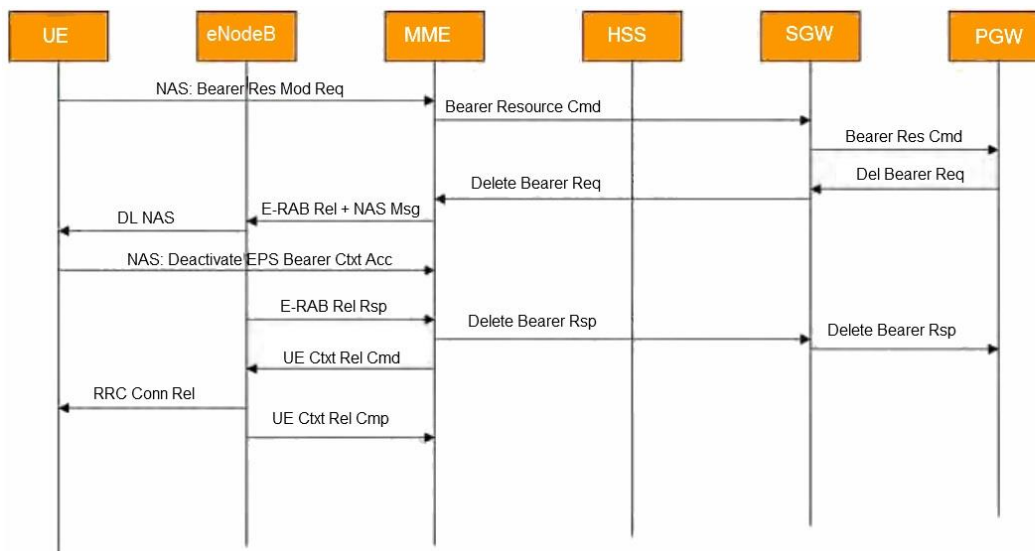 UE
eNodeB
MME
HSS
SGW
PGW
NAS: Bearer Res Mod Req
Bearer Resource Cmd
Bearer Res Cmd
Del Bearer Req
Delete Bearer Req
E-RAB Rel + NAS Msg
DL NAS
NAS: Deactivate EPS Bearer Ctxt Acc
E-RAB Rel Rsp
Delete Bearer Rsp
Delete Bearer Rsp
UE Ctxt Rel Cmd
RRC Conn Rel
UE Ctxt Rel Cmp